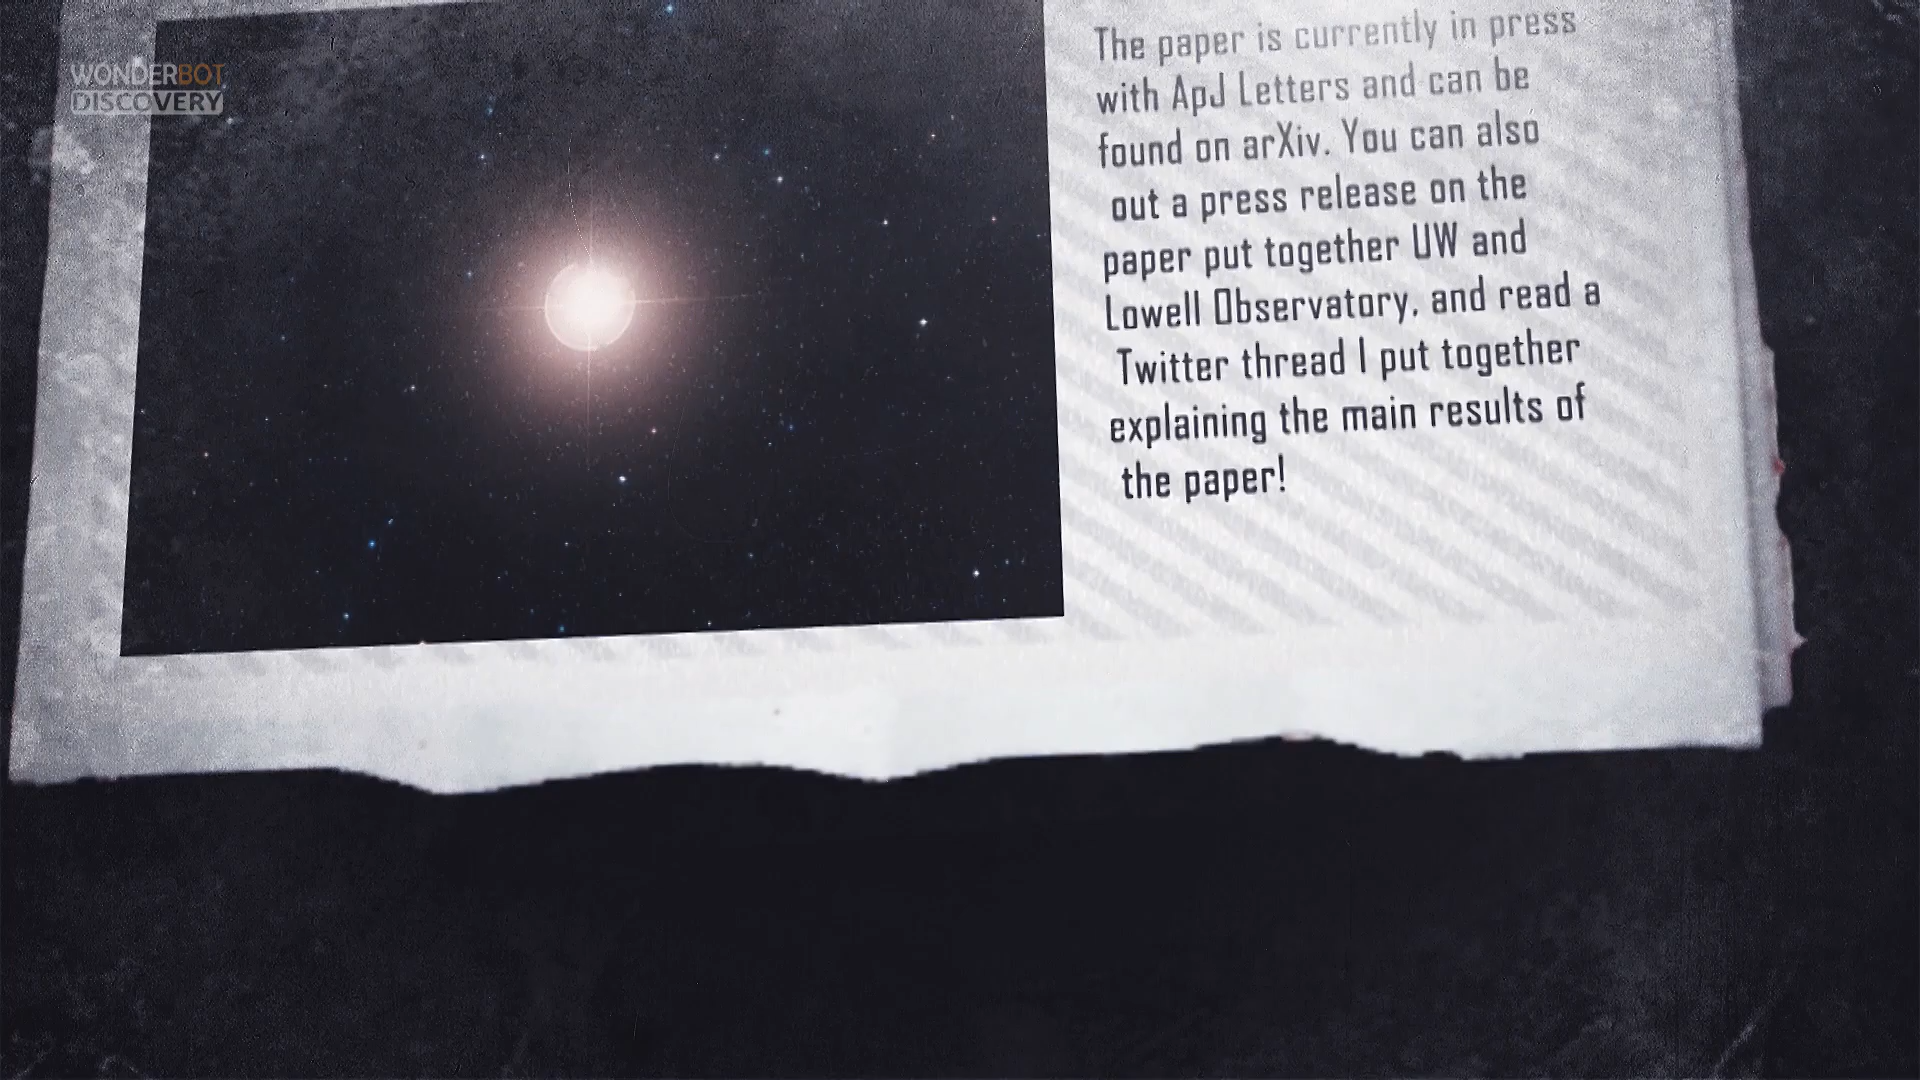 WONDERBOT
DISCOVERY
The paper is currently in press
with ApJ Letters and can be
found on arXiv. You can also
out a press release on the
paper put together UW and
Lowell Observatory, and read a
Twitter thread I put together
explaining the main results of
the paper!